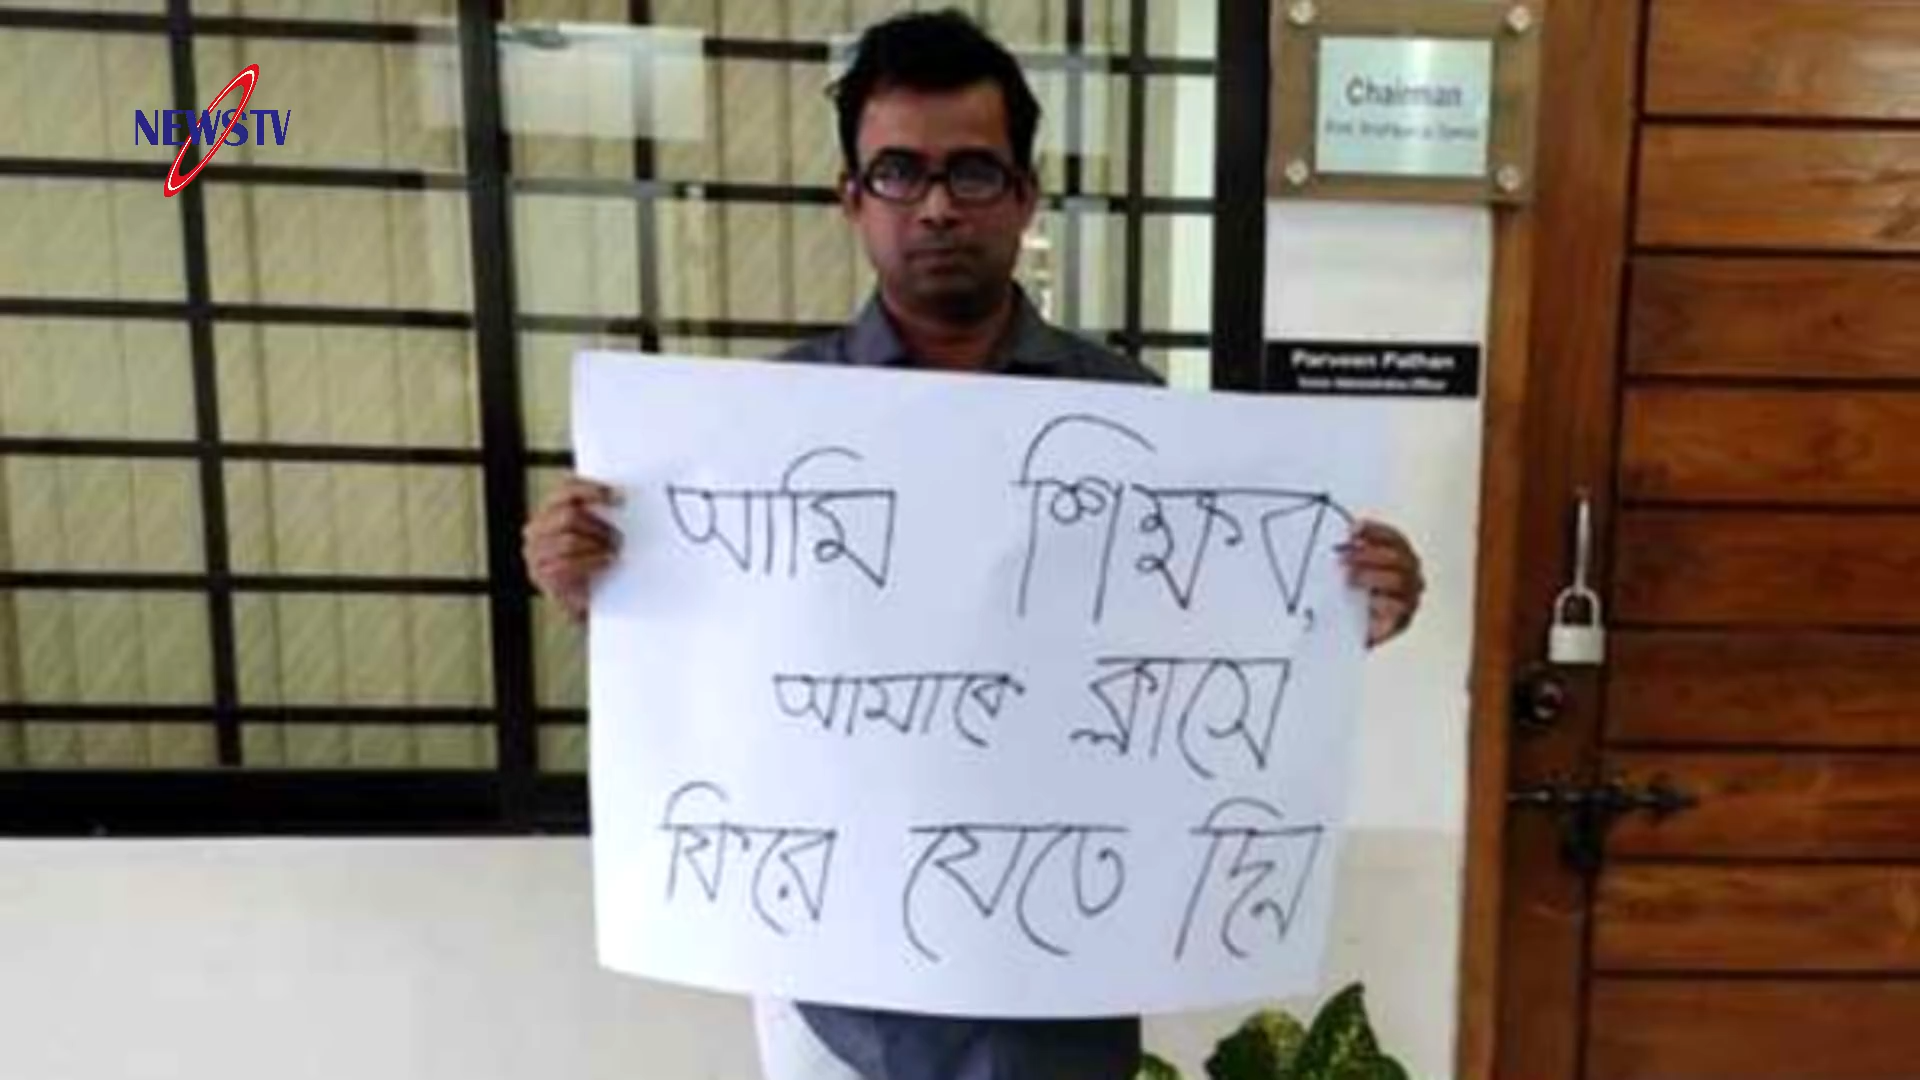 NEWSTV
Chairman
Parveen Pathan
আমি শিক্ষক,
আমাকে ক্লাসে
ফিরে যেতে দিন